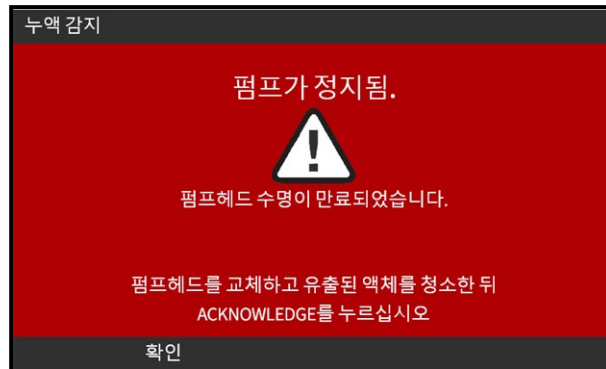 누액 감지
펌프가 정지됨.
펌프헤드 수명이 만료되었습니다.
펌프헤드를 교체하고 유출된 액체를 청소한 뒤
ACKNOWLEDGE를 누르십시오
확인